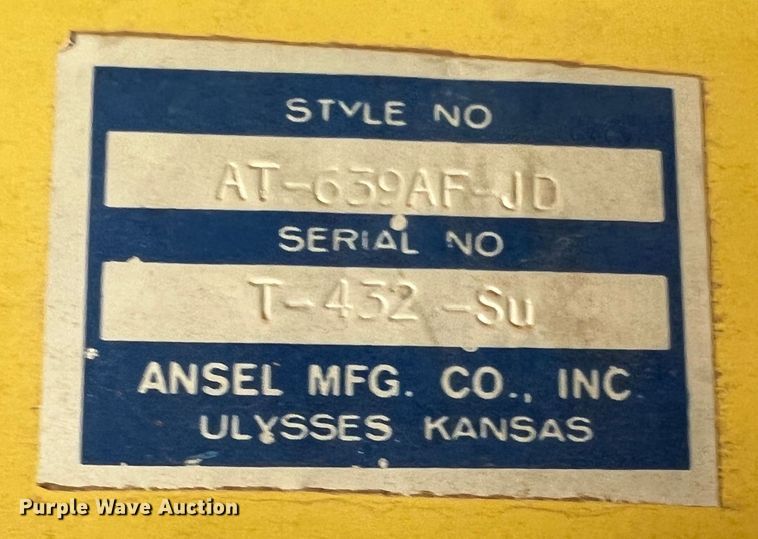 STYLE NO
AT-639AF-JD
SERIAL NO
T-432-Su
ANSEL MFG. CO., INC
ULYSSES, KANSAS
Purple Wave Auction